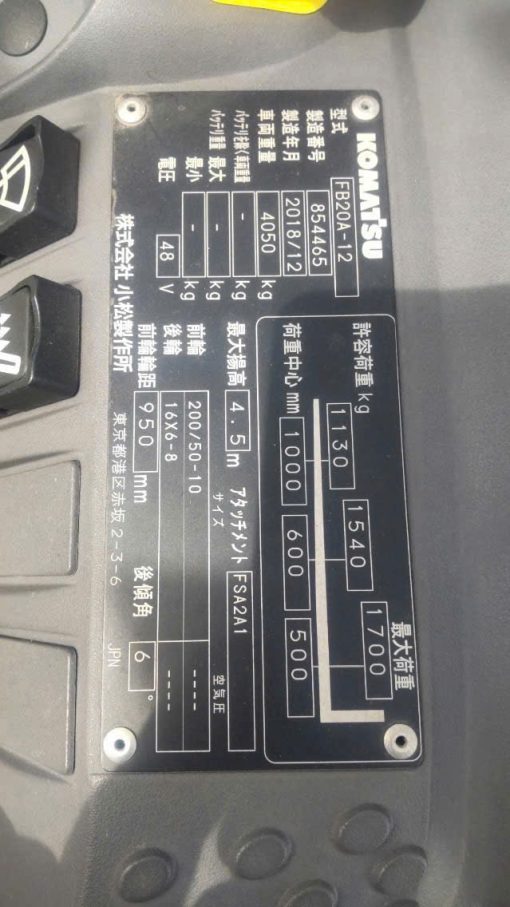 KOMATSU
型式 FB20A-12
製造番号 854465
製造年月 2018/12
車両重量 4050 kg
バッテリを除く車両重量 - kg
バッテリ重量 最大 - kg
最小 - kg
電圧 48 V
株式会社 小松製作所
許容荷重 kg 1130 1540 1700
最大荷重
荷重中心 mm 1000 600 500
最大揚高 4.5 m アタッチメント FSA2A1
サイズ 空気圧
前輪 200/50-10 ----
後輪 16X6-8 ----
前輪輪距 950 mm 後傾角 6 °
東京都港区赤坂 2-3-6 JPN